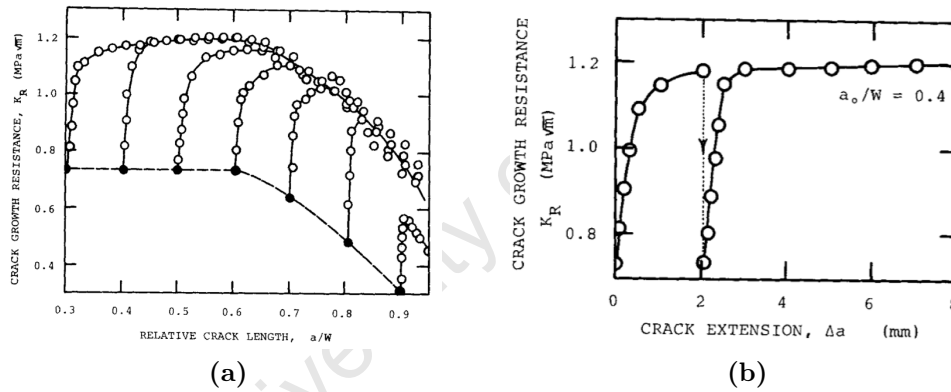 1.2
1.0
0.8
0.6
0.4
0.3 0.4 0.5 0.6 0.7 0.8 0.9
CRACK GROWTH RESISTANCE, K_R (MPa√m)
RELATIVE CRACK LENGTH, a/W
(a)
1.2
1.0
0.8
0 2 4 6 8
CRACK GROWTH RESISTANCE
K_R (MPa√m)
a_o/W = 0.4
CRACK EXTENSION, Δa (mm)
(b)